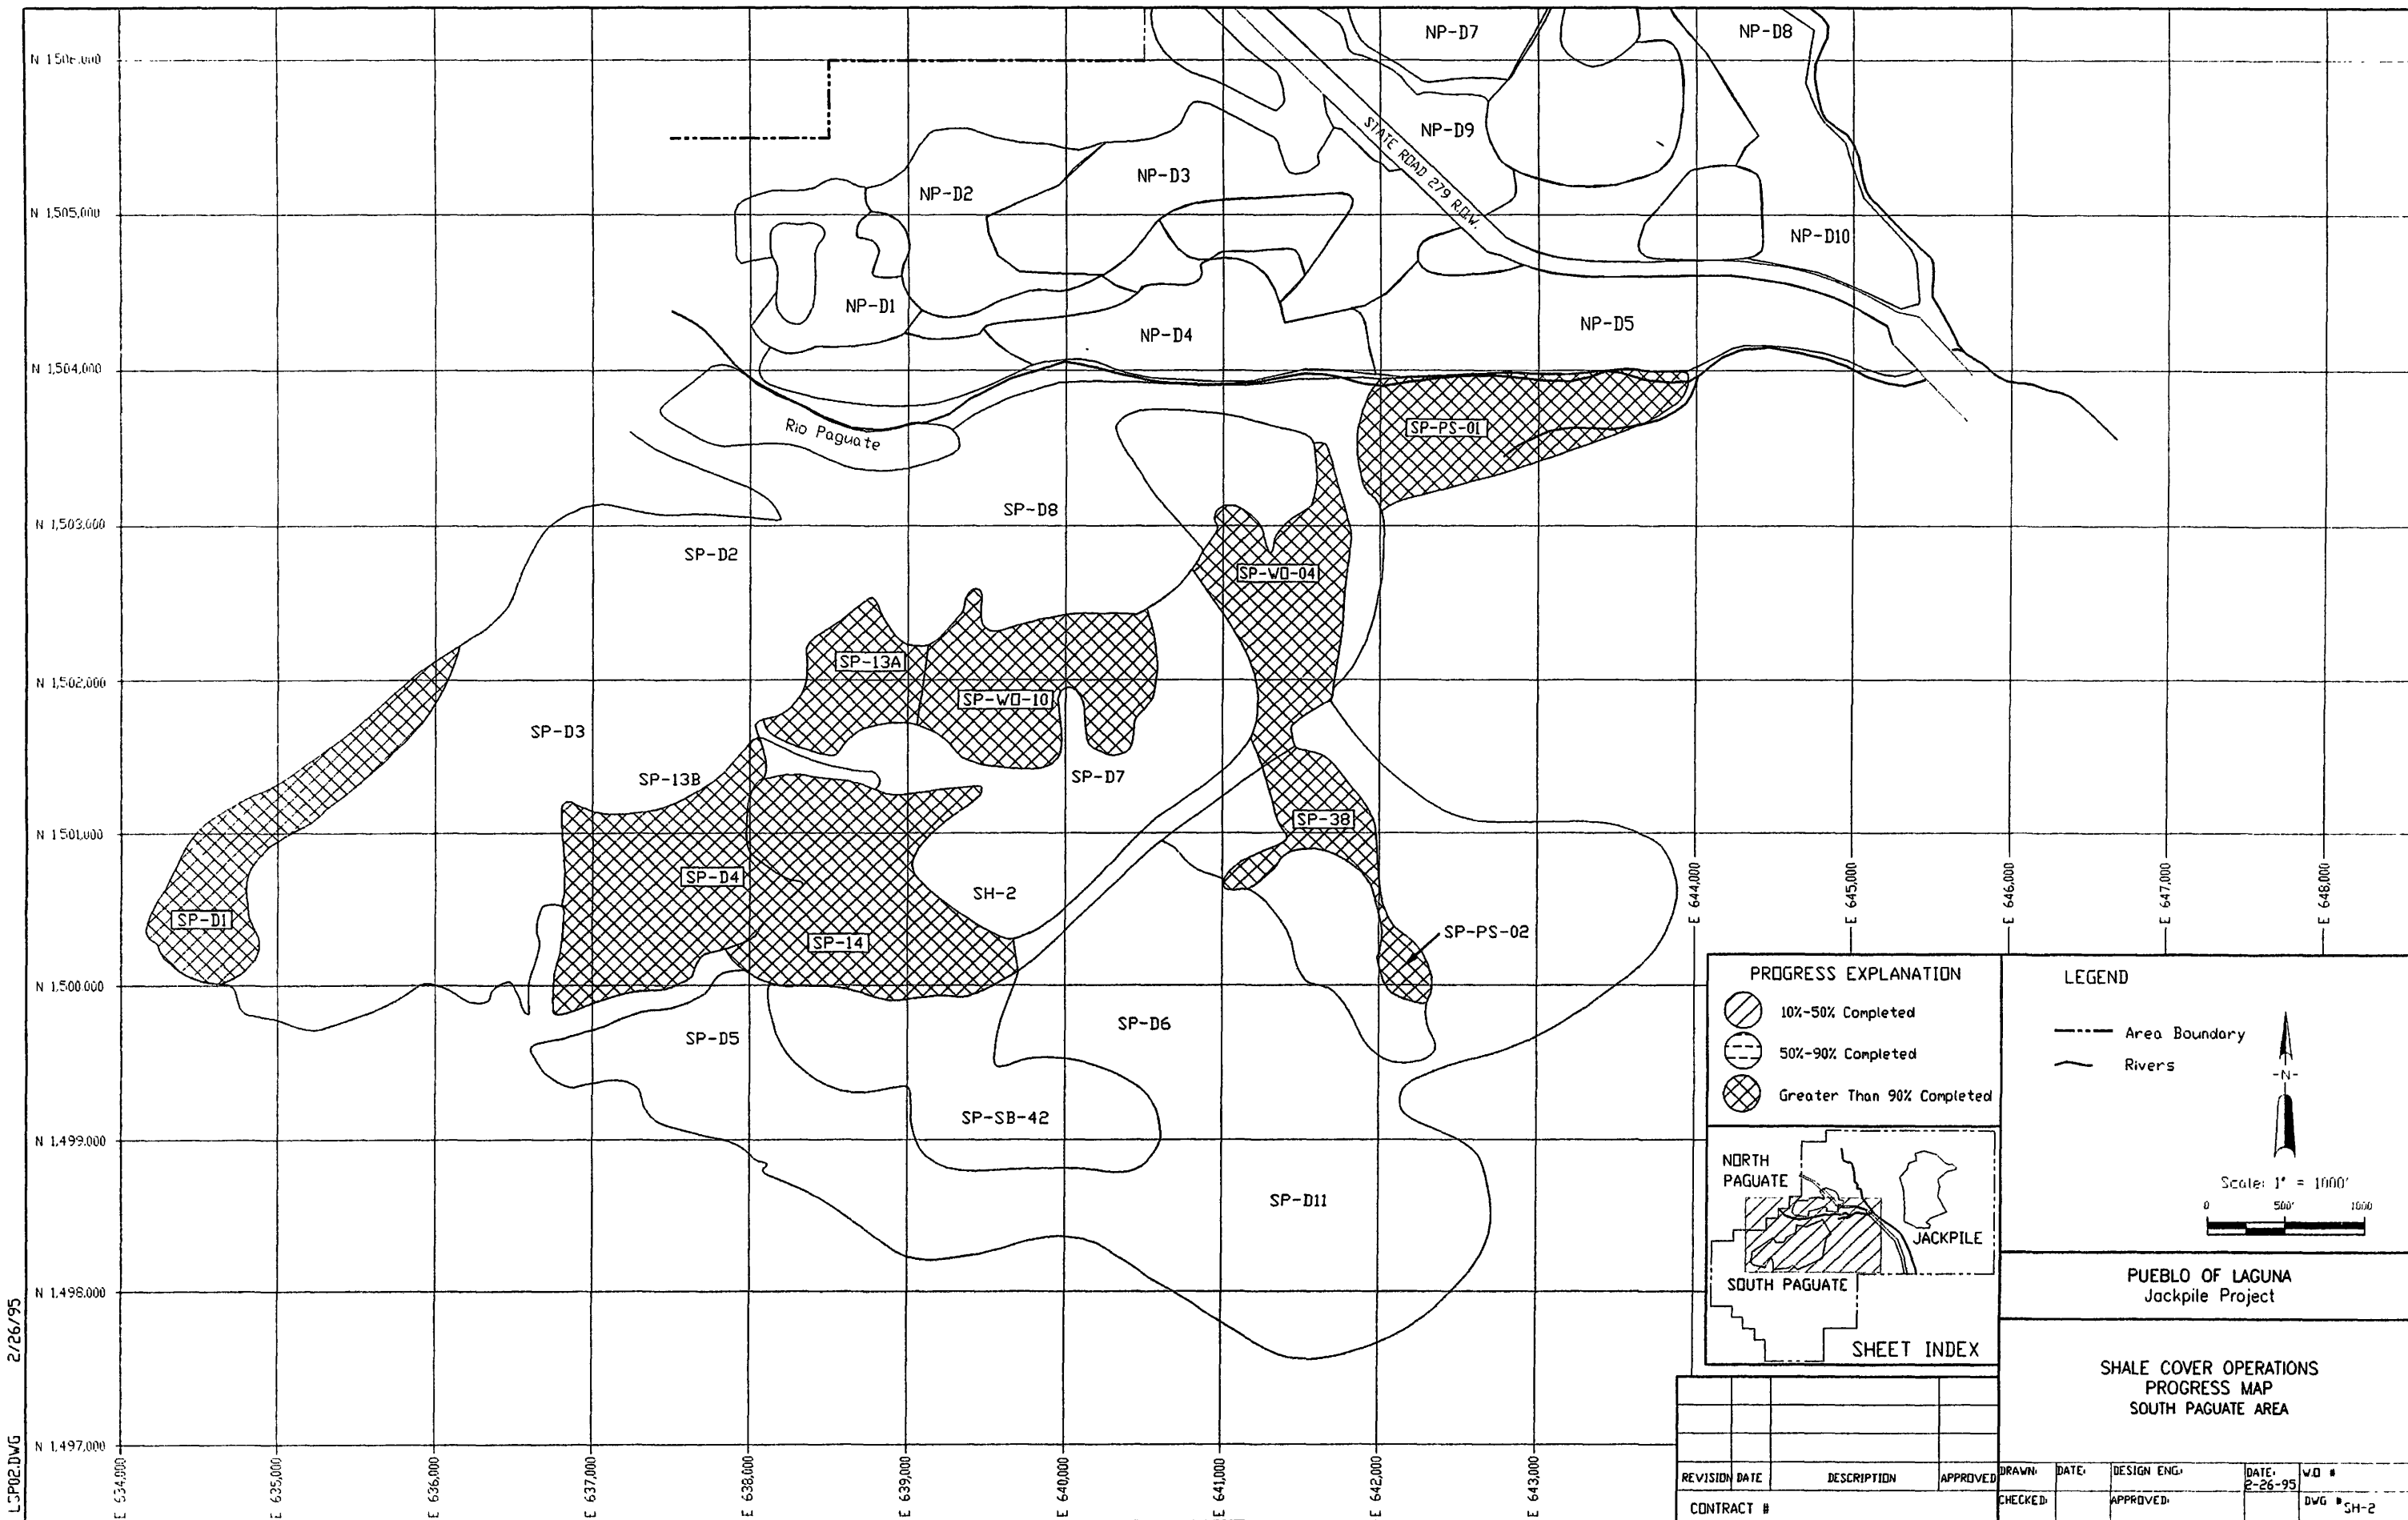 NP-D7
NP-D8
N 1,506,000
NP-D9
STATE ROAD 279 R.O.W.
NP-D3
NP-D2
N 1,505,000
NP-D10
NP-D1
NP-D5
NP-D4
N 1,504,000
SP-PS-01
Rio Paguate
SP-D8
N 1,503,000
SP-D2
SP-WO-04
SP-13A
N 1,502,000
SP-WO-10
SP-D3
SP-13B
SP-D7
SP-38
N 1,501,000
SP-D4
SH-2
SP-D1
SP-PS-02
SP-14
N 1,500,000
SP-D6
SP-D5
SP-SB-42
N 1,499,000
SP-D11
N 1,498,000
N 1,497,000
E 634,000
E 635,000
E 636,000
E 637,000
E 638,000
E 639,000
E 640,000
E 641,000
E 642,000
E 643,000
E 644,000
E 645,000
E 646,000
E 647,000
E 648,000
LSP02.DWG 2/26/95
PROGRESS EXPLANATION
10%-50% Completed
50%-90% Completed
Greater Than 90% Completed
LEGEND
Area Boundary
Rivers
-N-
Scale: 1" = 1000'
0 500' 1000
NORTH
PAGUATE
JACKPILE
SOUTH PAGUATE
SHEET INDEX
PUEBLO OF LAGUNA
Jackpile Project
SHALE COVER OPERATIONS
PROGRESS MAP
SOUTH PAGUATE AREA
REVISION DATE DESCRIPTION APPROVED
CONTRACT #
DRAWN: DATE: DESIGN ENG.: DATE: 2-26-95 W.O #
CHECKED: APPROVED: DWG # SH-2